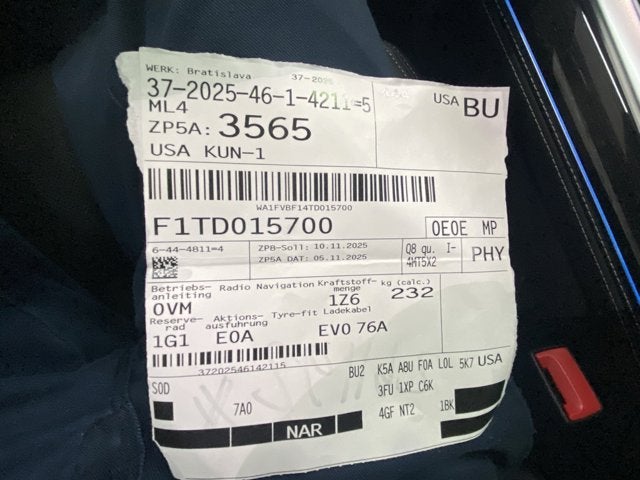 WERK: Bratislava 37-2025
37-2025-46-1-4211=5
ML4
USA BU
ZP5A: 3565
USA KUN-1
WA1FVBF14TD015700
F1TD015700 0E0E MP
6-44-4811=4 ZP8-Soll: 10.11.2025 Q8 qu. I- PHY
ZP5A DAT: 05.11.2025 4MT5X2
Betriebs- Radio Navigation Kraftstoff- kg (calc.)
anleitung menge
0VM 1Z6 232
Reserve- Aktions- Tyre-fit Ladekabel
rad ausführung
1G1 E0A EV0 76A
37202546142115
BU2 K5A A8U F0A L0L 5K7 USA
SOD 3FU 1XP C6K
7A0 4GF NT2 1BK
NAR